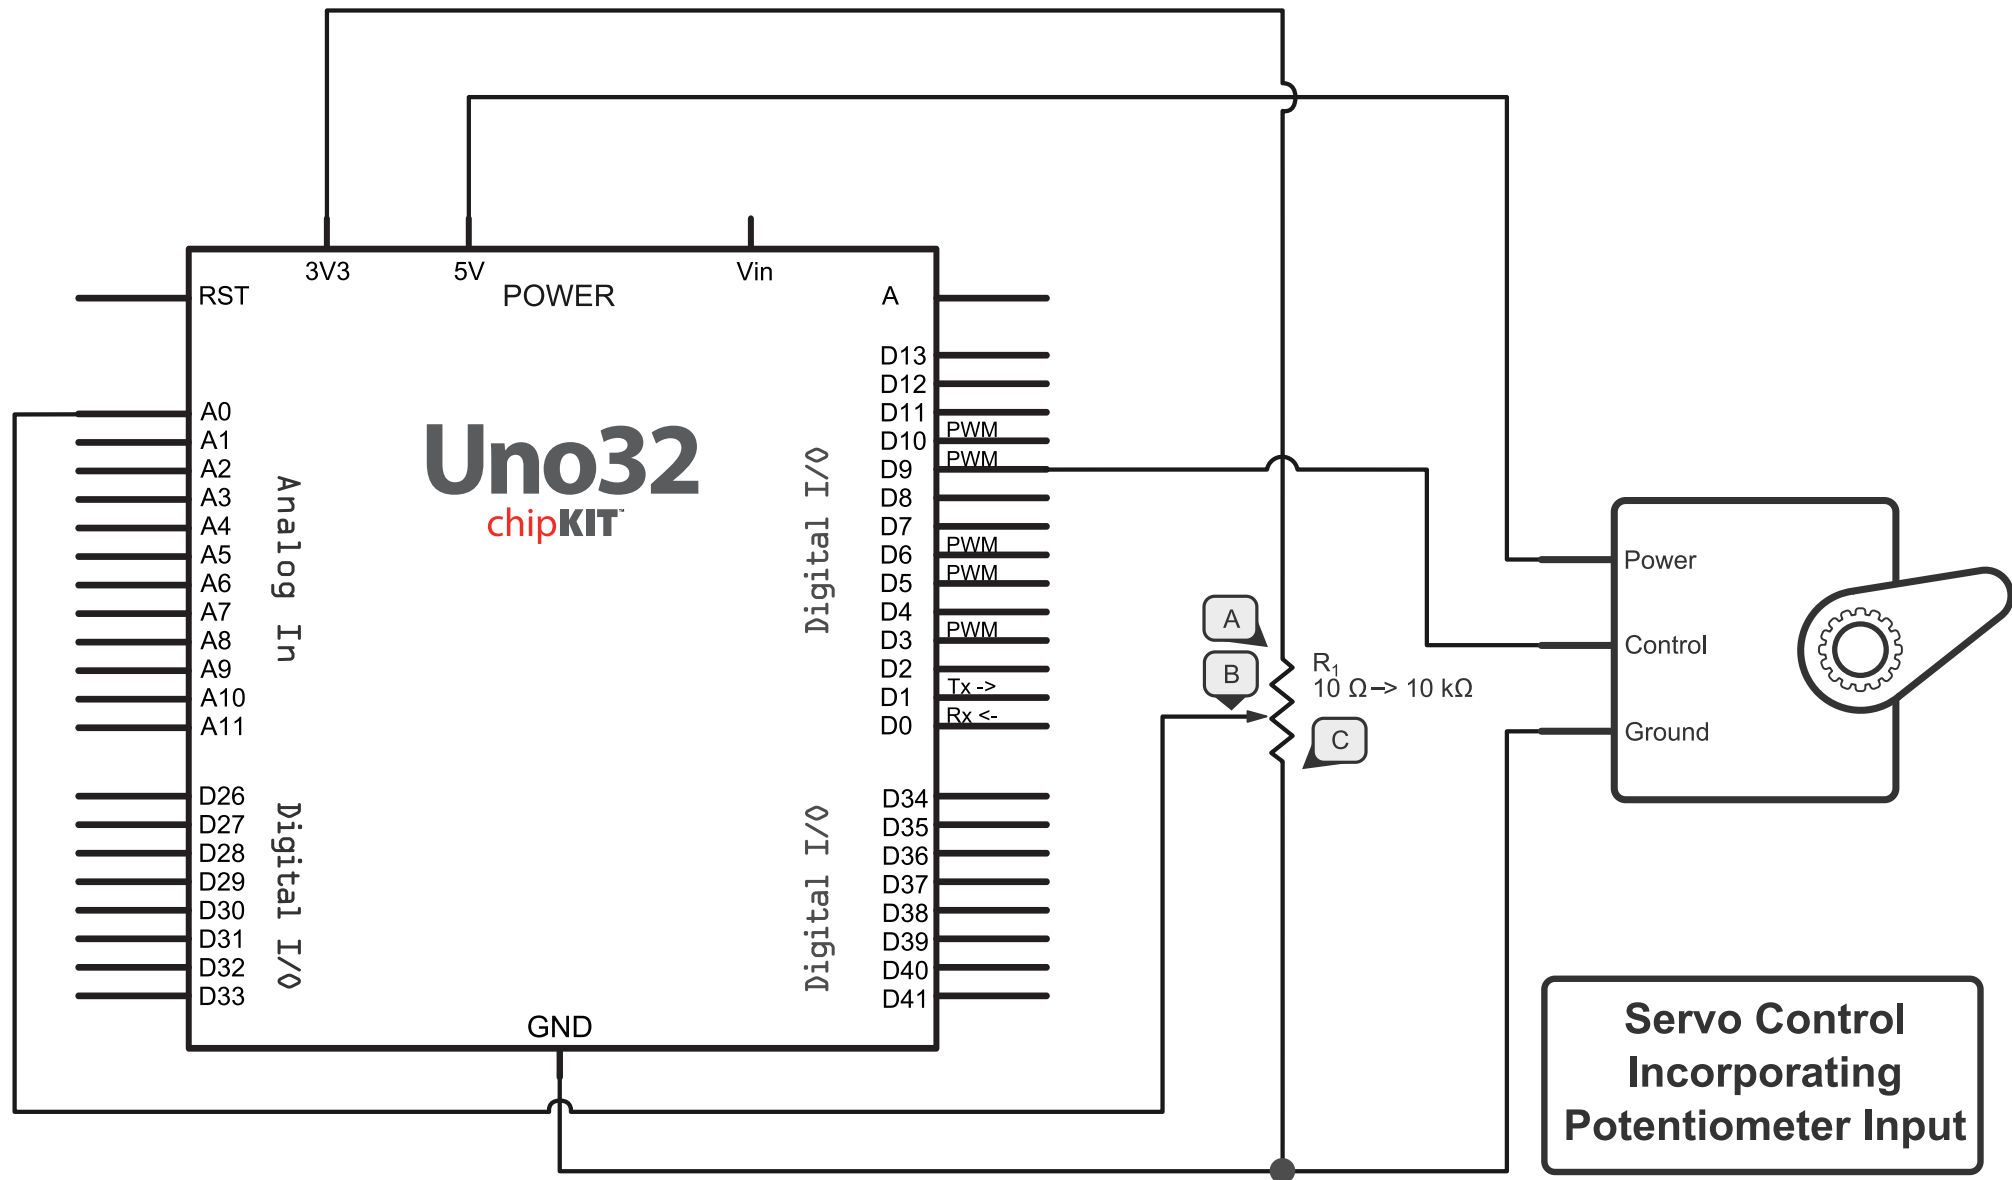 3V3
5V
Vin
RST
POWER
A
D13
D12
A0
D11
A1
D10
PWM
A2
D9
PWM
A3
D8
A4
D7
A5
D6
PWM
A6
D5
PWM
A7
D4
A8
D3
PWM
A9
D2
A10
D1
Tx ->
A11
D0
Rx <-
Analog In
Digital I/O
Uno32
chipKIT™
D26
D34
D27
D35
D28
D36
D29
D37
D30
D38
D31
D39
D32
D40
D33
D41
Digital I/O
Digital I/O
GND
A
B
C
R₁
10 Ω–> 10 kΩ
Power
Control
Ground
Servo Control
Incorporating
Potentiometer Input